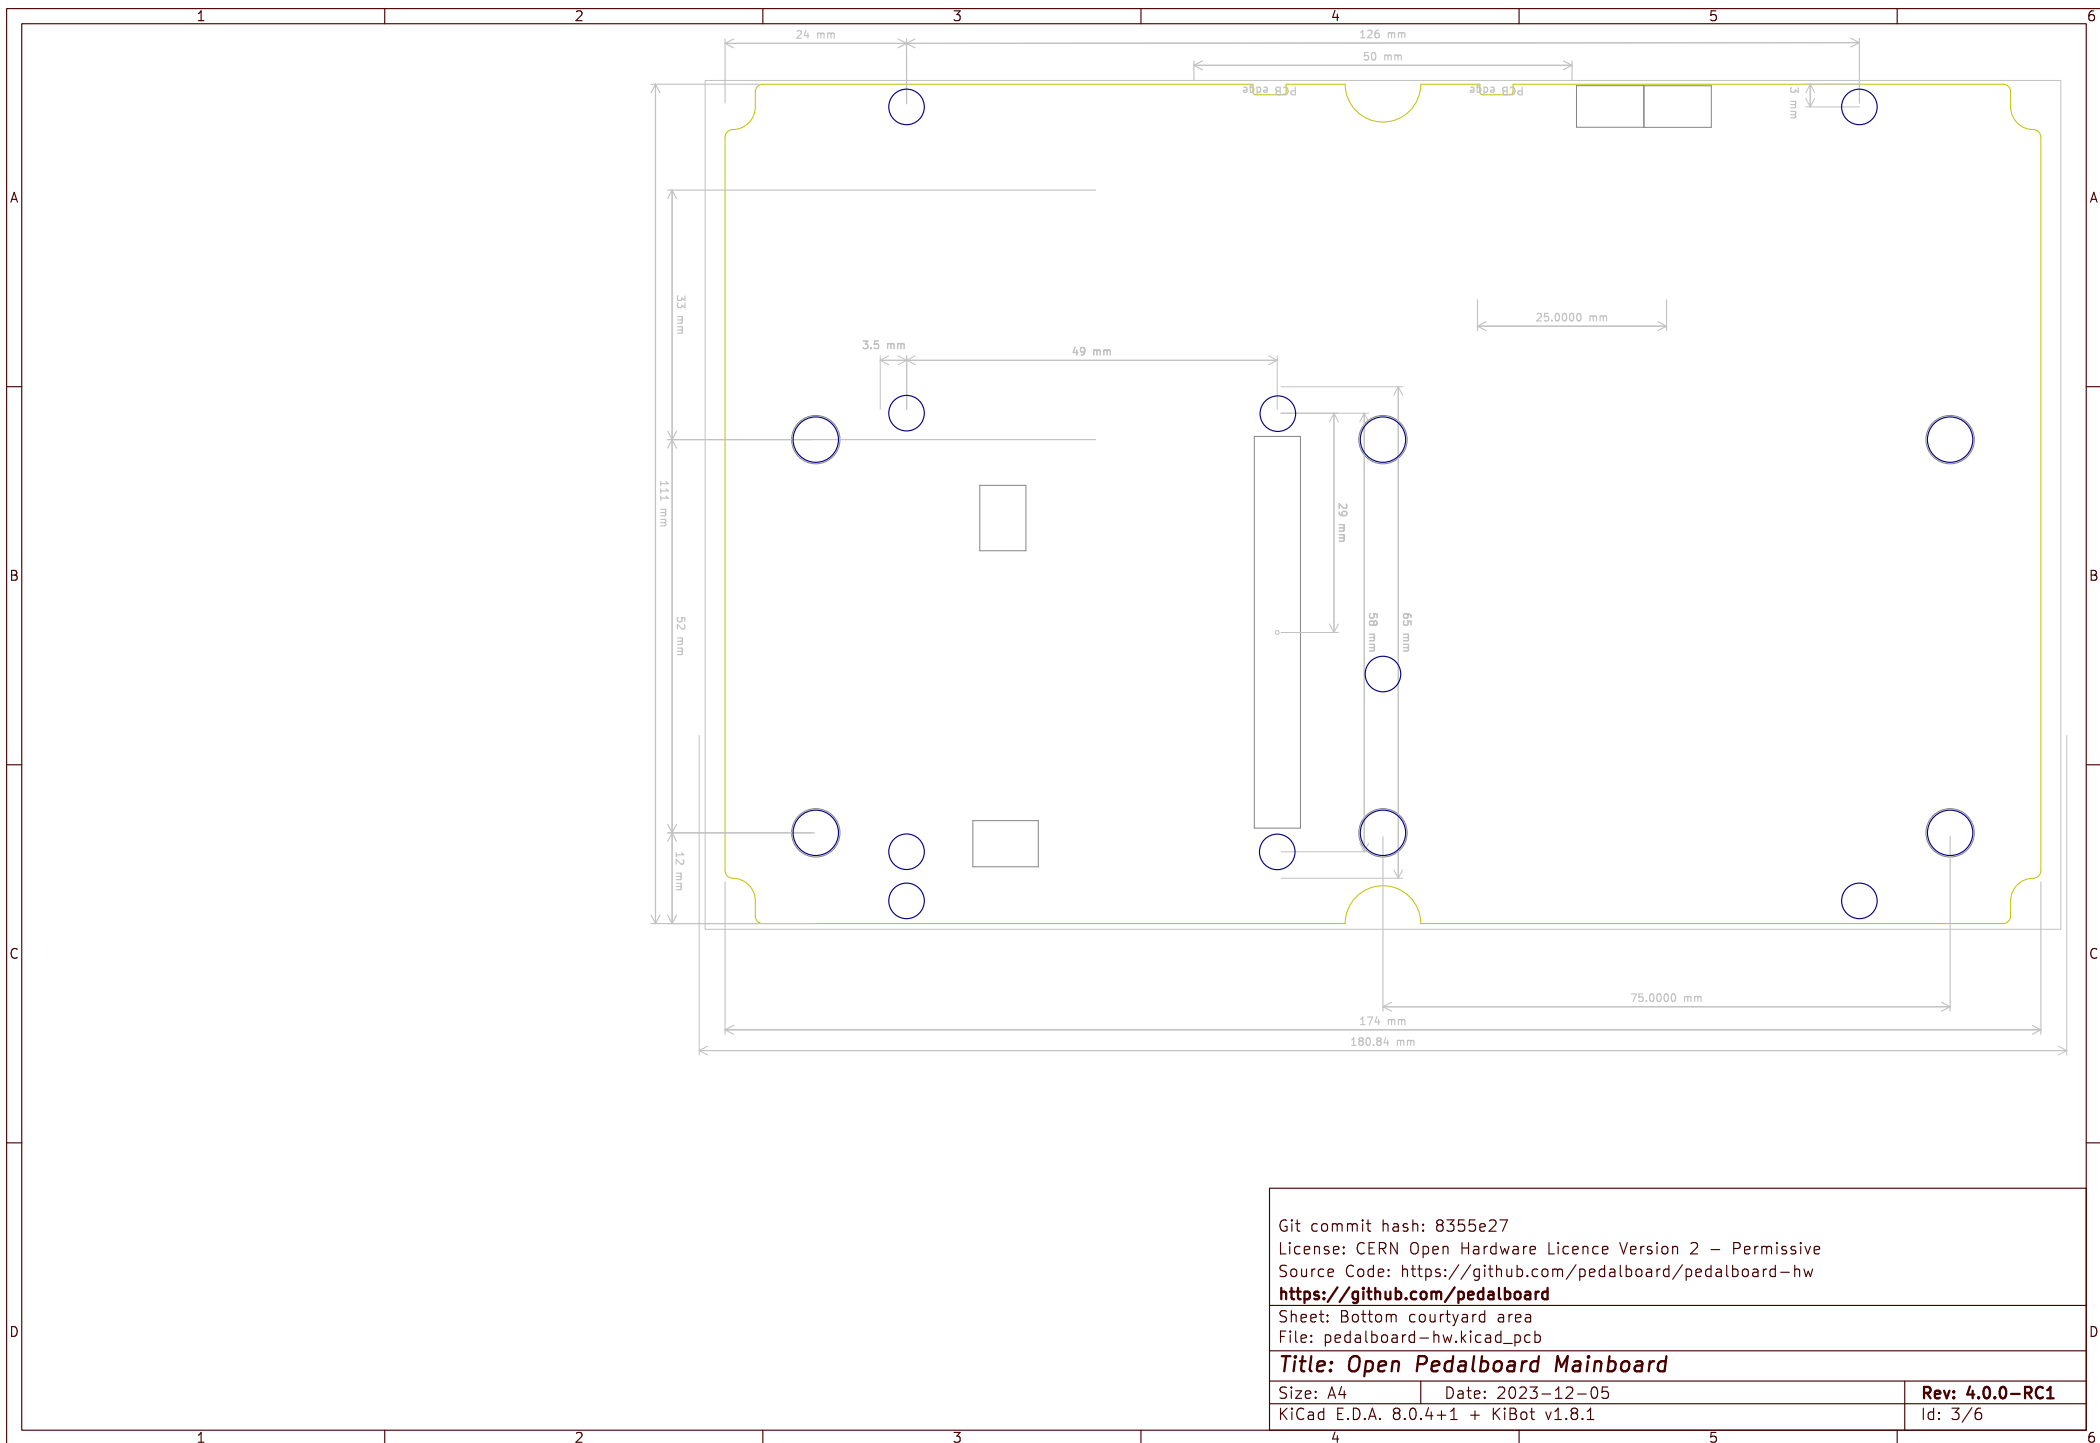 1 2 3 4 5 6
24 mm
126 mm
50 mm
PCB edge
PCB edge
3 mm
A
A
33 mm
25.0000 mm
3.5 mm
49 mm
111 mm
29 mm
B
B
52 mm
58 mm
65 mm
12 mm
C
C
75.0000 mm
174 mm
180.84 mm
Git commit hash: 8355e27
License: CERN Open Hardware Licence Version 2 - Permissive
Source Code: https://github.com/pedalboard/pedalboard-hw
https://github.com/pedalboard
Sheet: Bottom courtyard area
D
D
File: pedalboard-hw.kicad_pcb
Title: Open Pedalboard Mainboard
Size: A4
Date: 2023-12-05
Rev: 4.0.0-RC1
KiCad E.D.A. 8.0.4+1 + KiBot v1.8.1
Id: 3/6
1 2 3 4 5 6